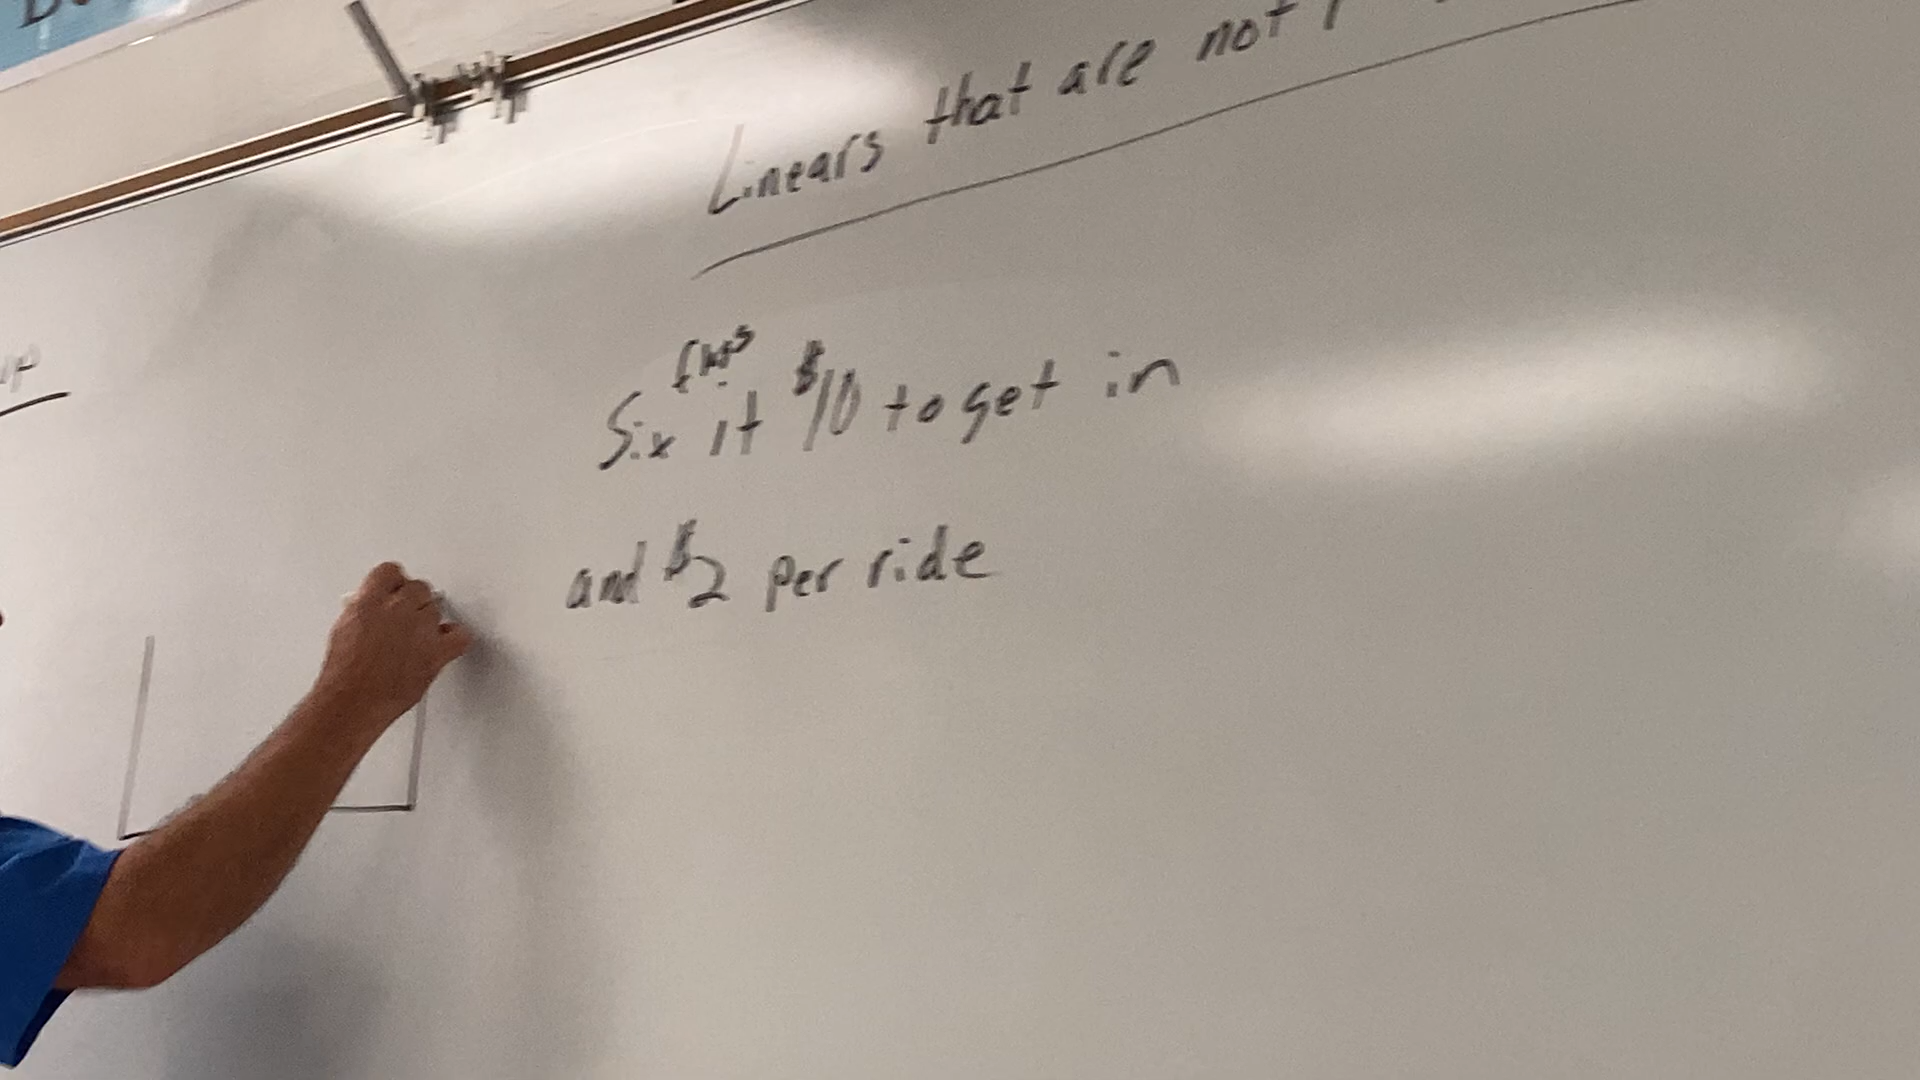 Linears that are not
flags
Six it $10 to get in
and $2 per ride